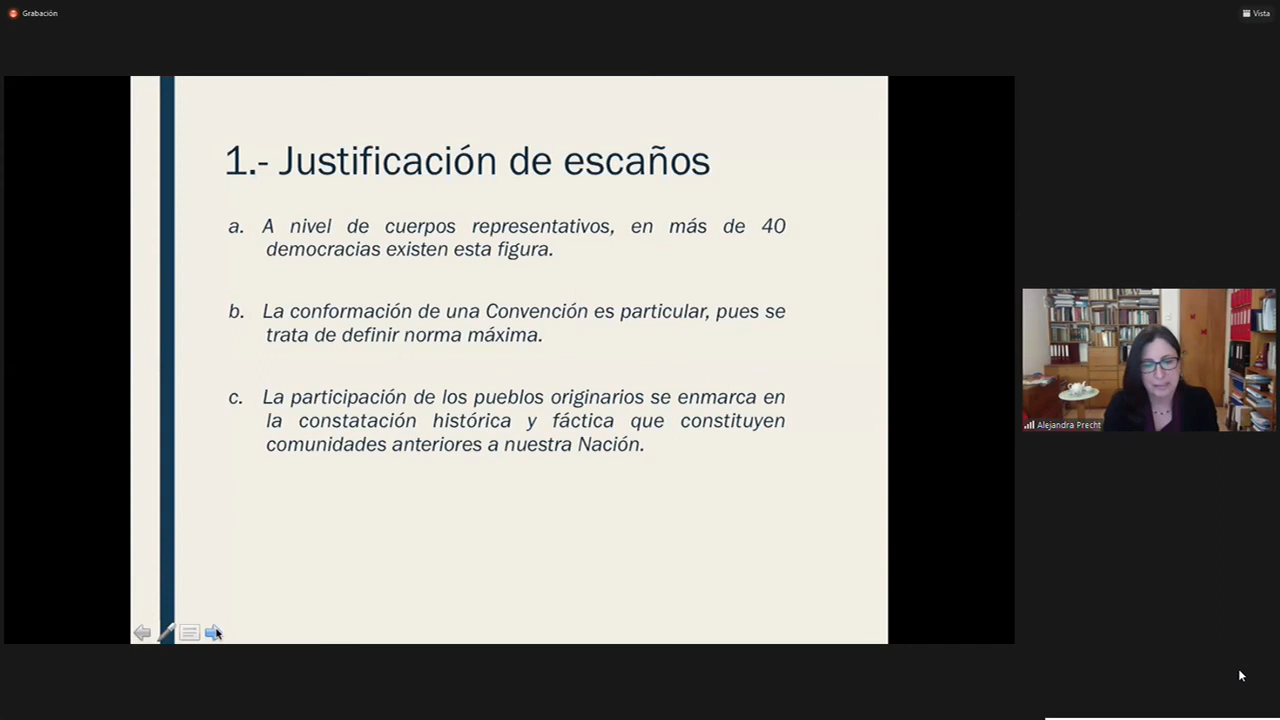 Grabación
Vista
1.- Justificación de escaños
a. A nivel de cuerpos representativos, en más de 40
democracias existen esta figura.
b. La conformación de una Convención es particular, pues se
trata de definir norma máxima.
c. La participación de los pueblos originarios se enmarca en
la constatación histórica y fáctica que constituyen
comunidades anteriores a nuestra Nación.
Alejandra Precht